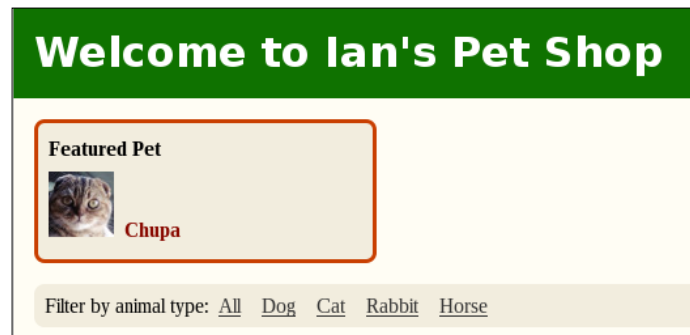 Welcome to Ian's Pet Shop
Featured Pet
Chupa
Filter by animal type: All Dog Cat Rabbit Horse